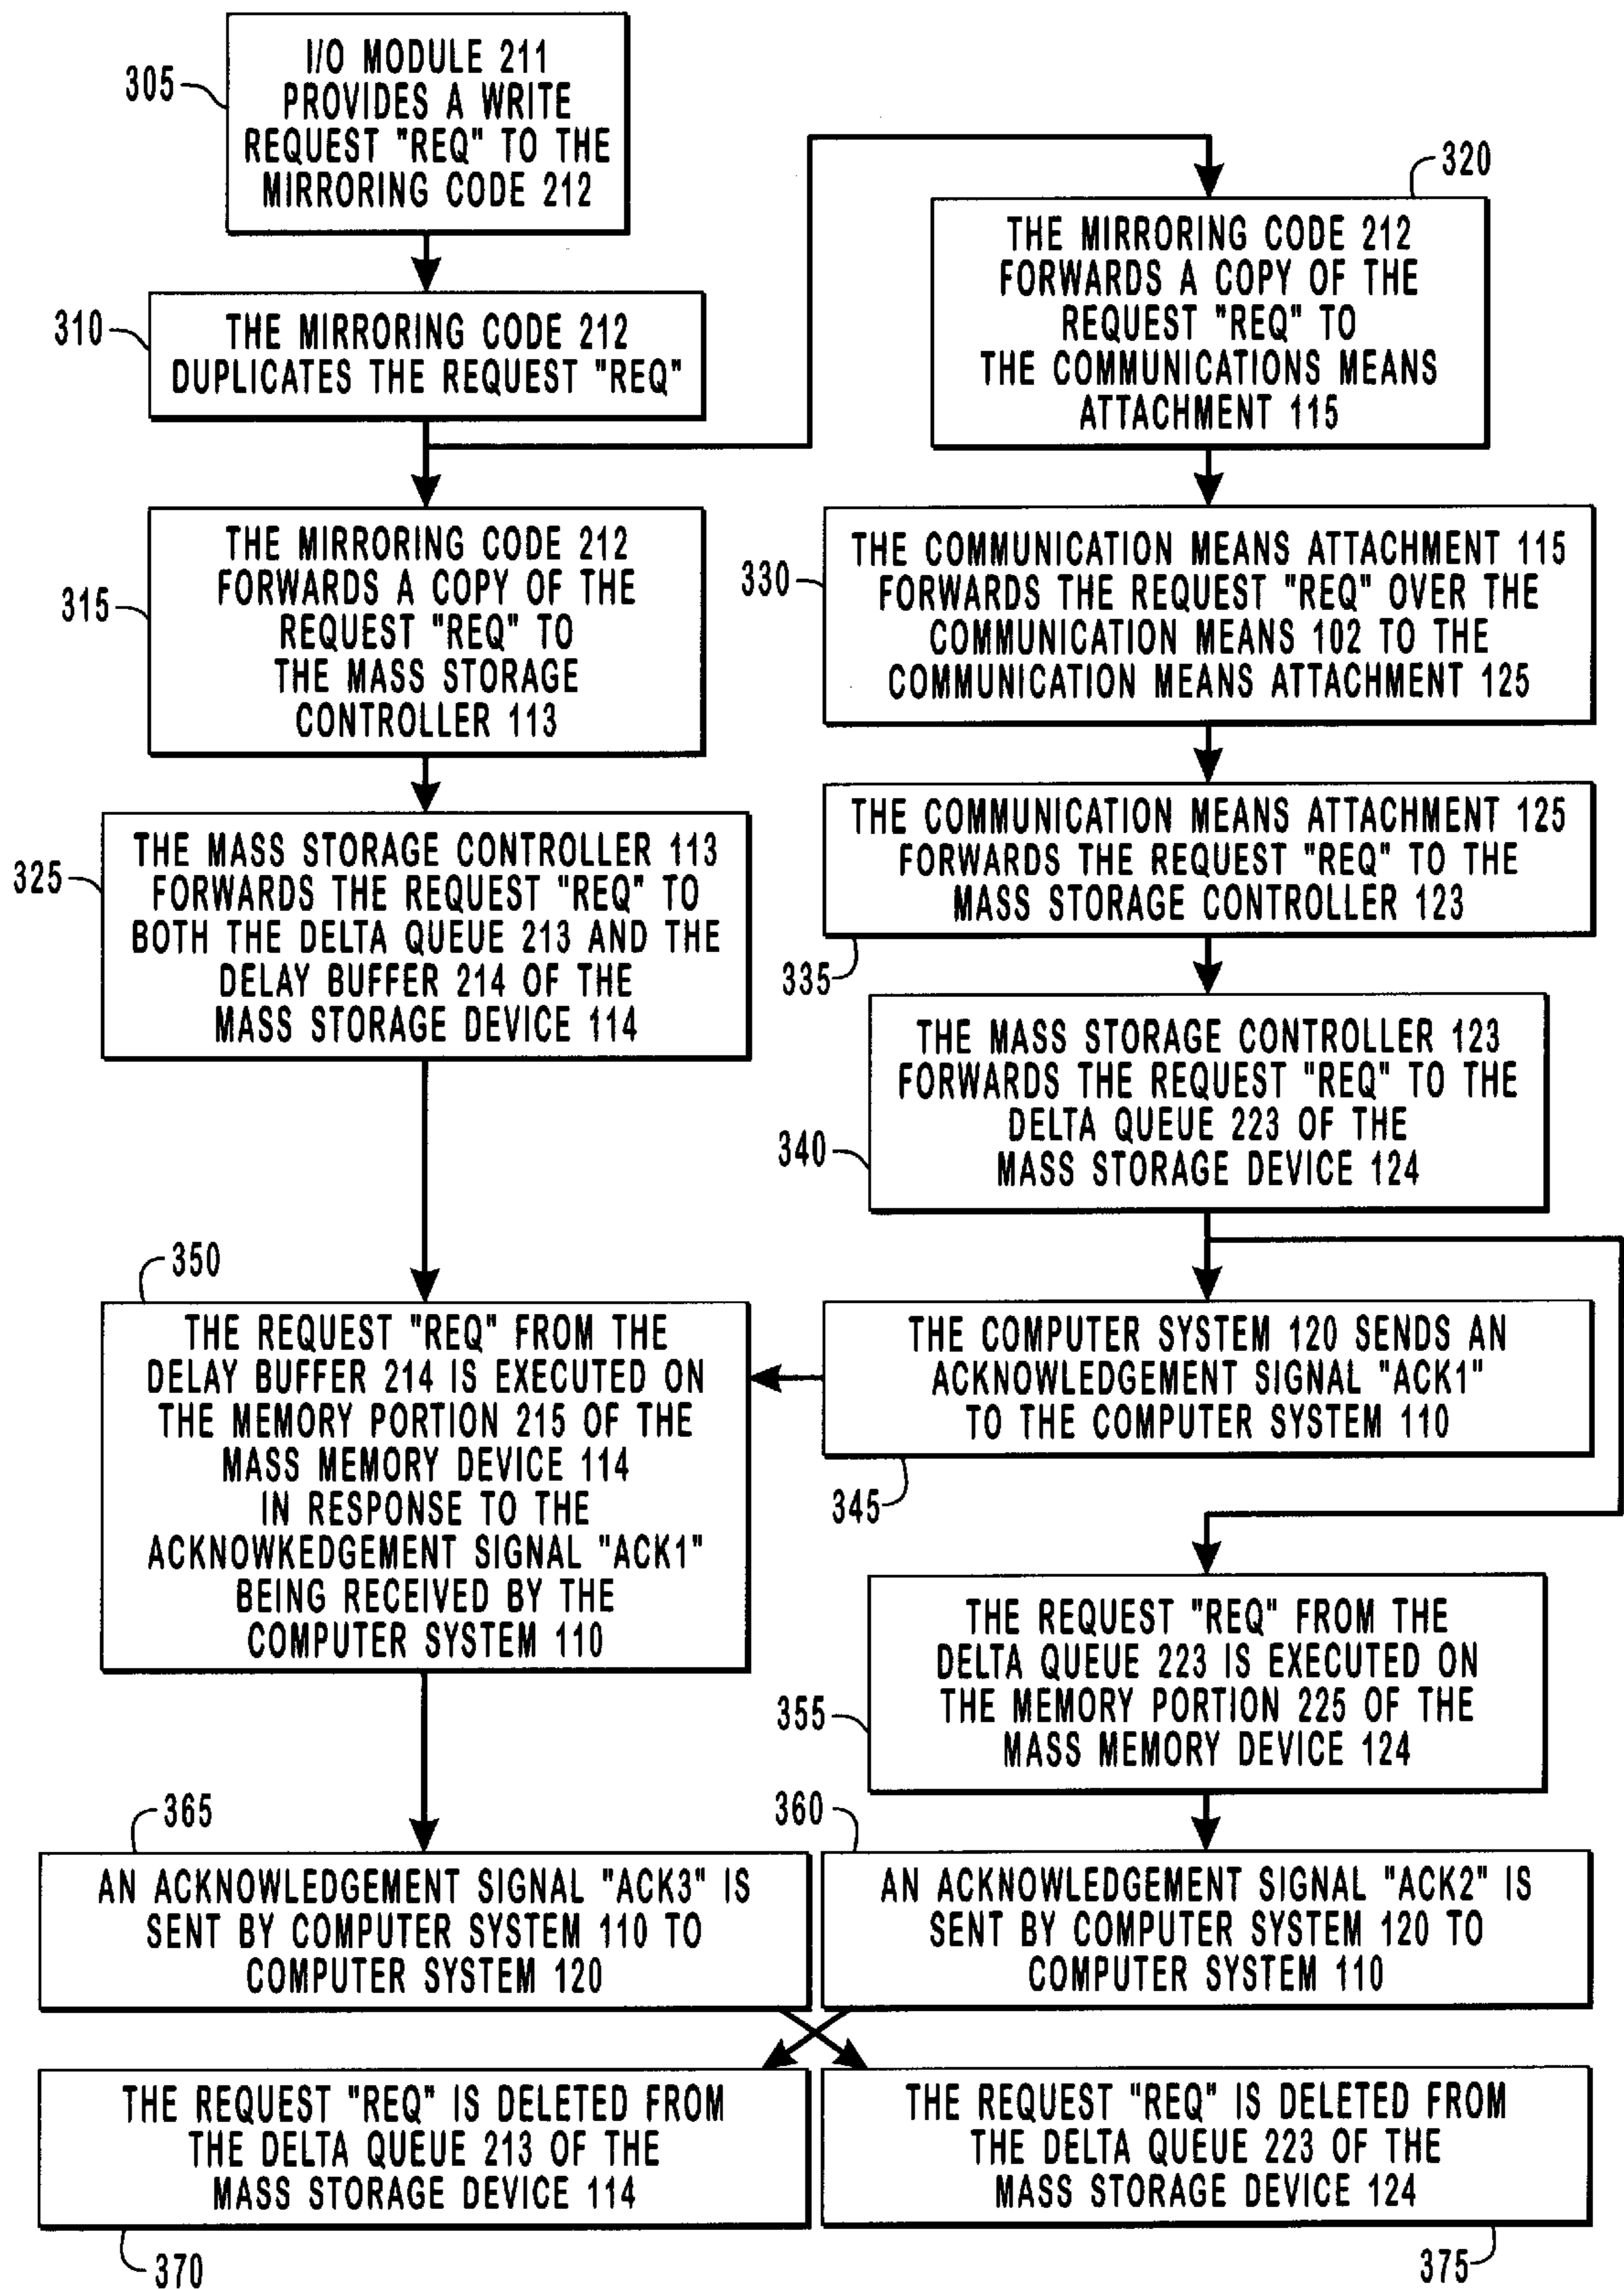 305
I/O MODULE 211
PROVIDES A WRITE
REQUEST "REQ" TO THE
MIRRORING CODE 212
310
THE MIRRORING CODE 212
DUPLICATES THE REQUEST "REQ"
320
THE MIRRORING CODE 212
FORWARDS A COPY OF THE
REQUEST "REQ" TO
THE COMMUNICATIONS MEANS
ATTACHMENT 115
315
THE MIRRORING CODE 212
FORWARDS A COPY OF THE
REQUEST "REQ" TO
THE MASS STORAGE
CONTROLLER 113
330
THE COMMUNICATION MEANS ATTACHMENT 115
FORWARDS THE REQUEST "REQ" OVER THE
COMMUNICATION MEANS 102 TO THE
COMMUNICATION MEANS ATTACHMENT 125
325
THE MASS STORAGE CONTROLLER 113
FORWARDS THE REQUEST "REQ" TO
BOTH THE DELTA QUEUE 213 AND THE
DELAY BUFFER 214 OF THE
MASS STORAGE DEVICE 114
THE COMMUNICATION MEANS ATTACHMENT 125
FORWARDS THE REQUEST "REQ" TO THE
MASS STORAGE CONTROLLER 123
335
340
THE MASS STORAGE CONTROLLER 123
FORWARDS THE REQUEST "REQ" TO THE
DELTA QUEUE 223 OF THE
MASS STORAGE DEVICE 124
350
THE REQUEST "REQ" FROM THE
DELAY BUFFER 214 IS EXECUTED ON
THE MEMORY PORTION 215 OF THE
MASS MEMORY DEVICE 114
IN RESPONSE TO THE
ACKNOWKEDGEMENT SIGNAL "ACK1"
BEING RECEIVED BY THE
COMPUTER SYSTEM 110
THE COMPUTER SYSTEM 120 SENDS AN
ACKNOWLEDGEMENT SIGNAL "ACK1"
TO THE COMPUTER SYSTEM 110
345
355
THE REQUEST "REQ" FROM THE
DELTA QUEUE 223 IS EXECUTED ON
THE MEMORY PORTION 225 OF THE
MASS MEMORY DEVICE 124
365
AN ACKNOWLEDGEMENT SIGNAL "ACK3" IS
SENT BY COMPUTER SYSTEM 110 TO
COMPUTER SYSTEM 120
360
AN ACKNOWLEDGEMENT SIGNAL "ACK2" IS
SENT BY COMPUTER SYSTEM 120 TO
COMPUTER SYSTEM 110
THE REQUEST "REQ" IS DELETED FROM
THE DELTA QUEUE 213 OF THE
MASS STORAGE DEVICE 114
370
THE REQUEST "REQ" IS DELETED FROM
THE DELTA QUEUE 223 OF THE
MASS STORAGE DEVICE 124
375